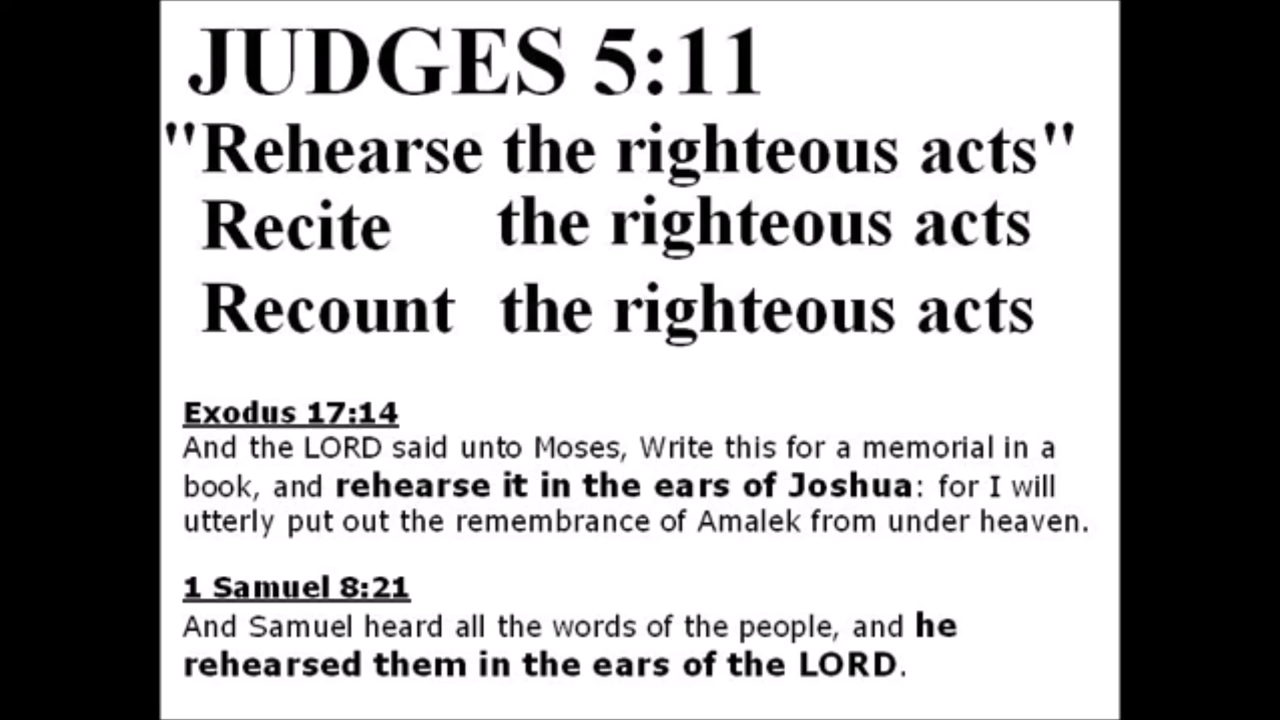 JUDGES 5:11
"Rehearse the righteous acts"
Recite the righteous acts
Recount the righteous acts
Exodus 17:14
And the LORD said unto Moses, Write this for a memorial in a
book, and rehearse it in the ears of Joshua: for I will
utterly put out the remembrance of Amalek from under heaven.
1 Samuel 8:21
And Samuel heard all the words of the people, and he
rehearsed them in the ears of the LORD.